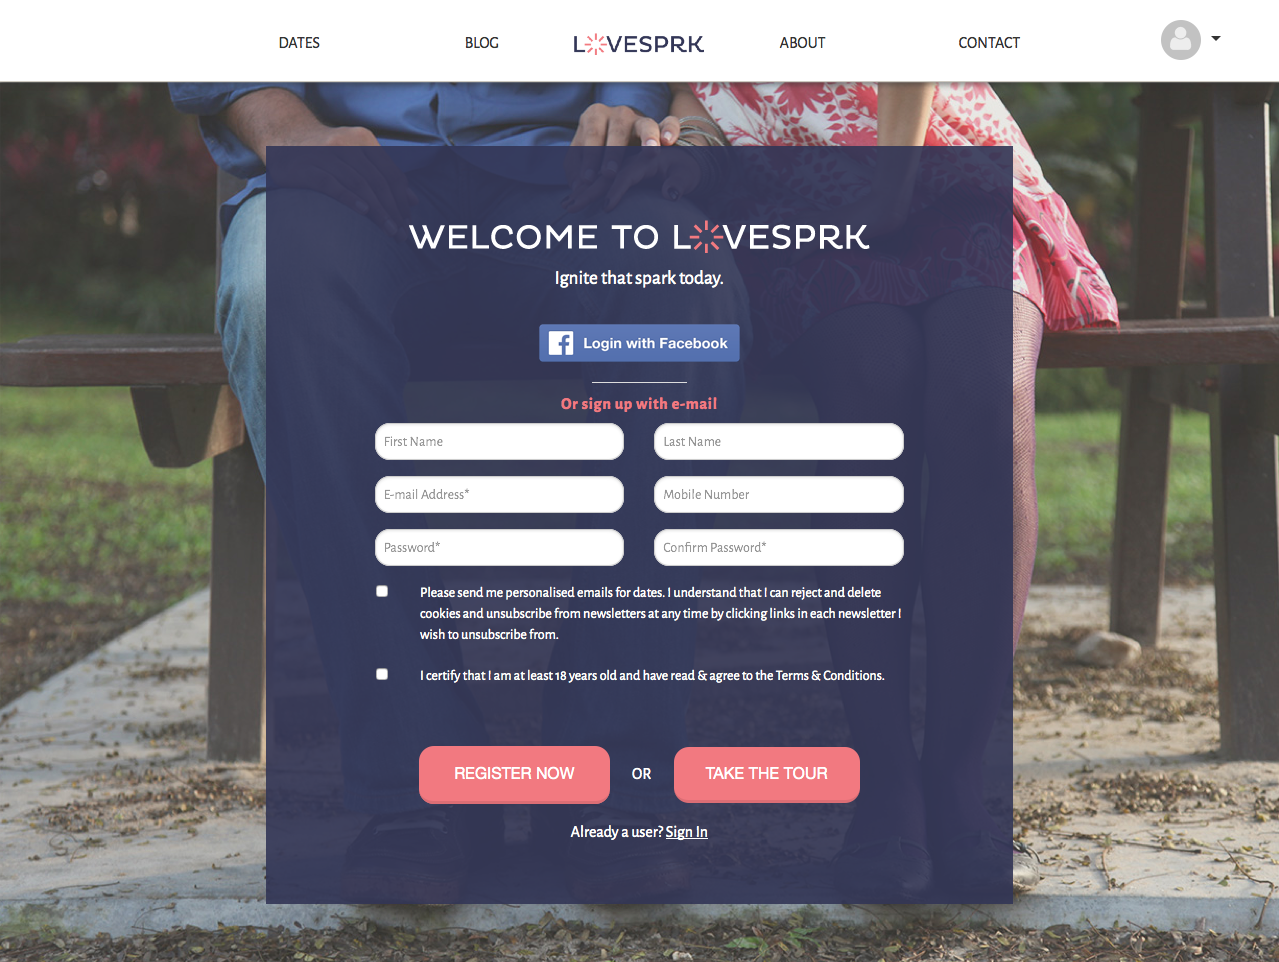 DATES
BLOG
LOVESPRK
ABOUT
CONTACT
WELCOME TO LOVESPRK
Ignite that spark today.
Login with Facebook
Or sign up with e-mail
First Name
Last Name
E-mail Address*
Mobile Number
Password*
Confirm Password*
Please send me personalised emails for dates. I understand that I can reject and delete
cookies and unsubscribe from newsletters at any time by clicking links in each newsletter I
wish to unsubscribe from.
I certify that I am at least 18 years old and have read & agree to the Terms & Conditions.
REGISTER NOW
OR
TAKE THE TOUR
Already a user? Sign In